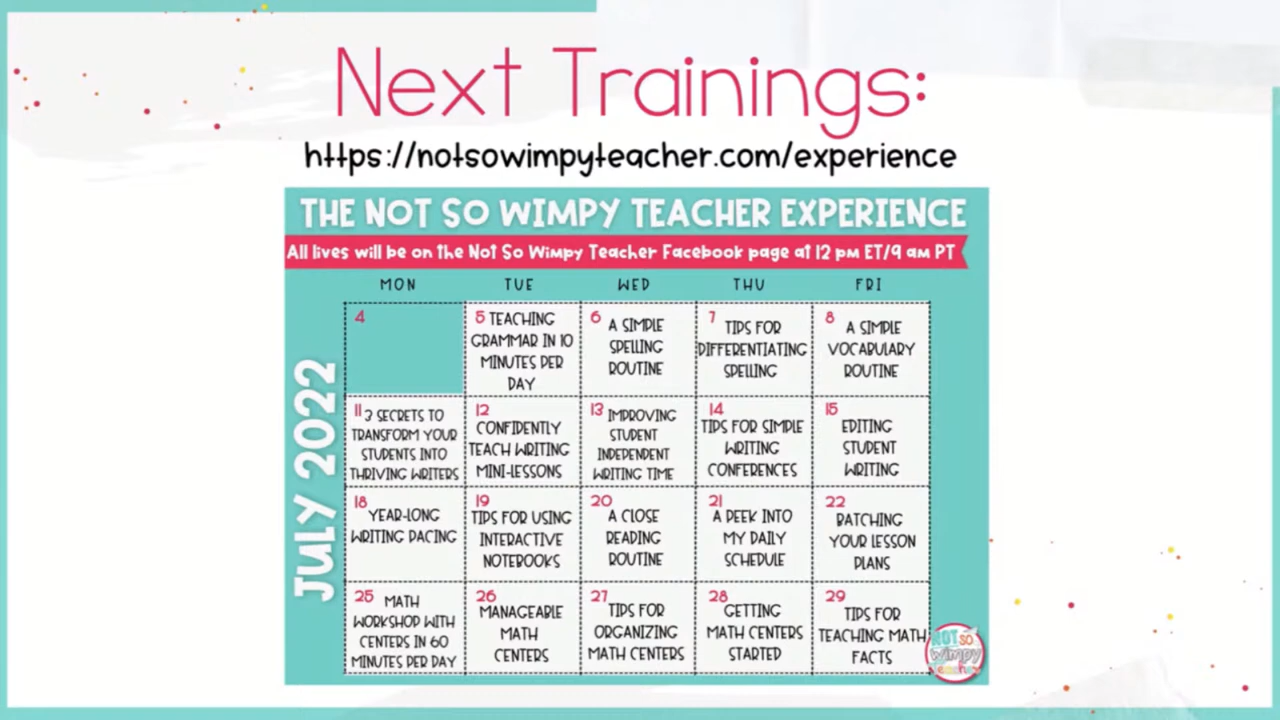 Next Trainings:
https://notsowimpyteacher.com/experience
THE NOT SO WIMPY TEACHER EXPERIENCE
All lives will be on the Not So Wimpy Teacher Facebook page at 12 pm ET/9 am PT
MON TUE WED THU FRI
JULY 2022
4
5 TEACHING
GRAMMAR IN 10
MINUTES PER
DAY
6
A SIMPLE
SPELLING
ROUTINE
7
TIPS FOR
DIFFERENTIATING
SPELLING
8
A SIMPLE
VOCABULARY
ROUTINE
11 3 SECRETS TO
TRANSFORM YOUR
STUDENTS INTO
THRIVING WRITERS
12
CONFIDENTLY
TEACH WRITING
MINI-LESSONS
13 IMPROVING
STUDENT
INDEPENDENT
WRITING TIME
14
TIPS FOR SIMPLE
WRITING
CONFERENCES
15
EDITING
STUDENT
WRITING
18
YEAR-LONG
WRITING PACING
19
TIPS FOR USING
INTERACTIVE
NOTEBOOKS
20
A CLOSE
READING
ROUTINE
21
A PEEK INTO
MY DAILY
SCHEDULE
22
BATCHING
YOUR LESSON
PLANS
25 MATH
WORKSHOP WITH
CENTERS IN 60
MINUTES PER DAY
26
MANAGEABLE
MATH
CENTERS
27
TIPS FOR
ORGANIZING
MATH CENTERS
28
GETTING
MATH CENTERS
STARTED
29
TIPS FOR
TEACHING MATH
FACTS
NOT SO
wimpy
teacher